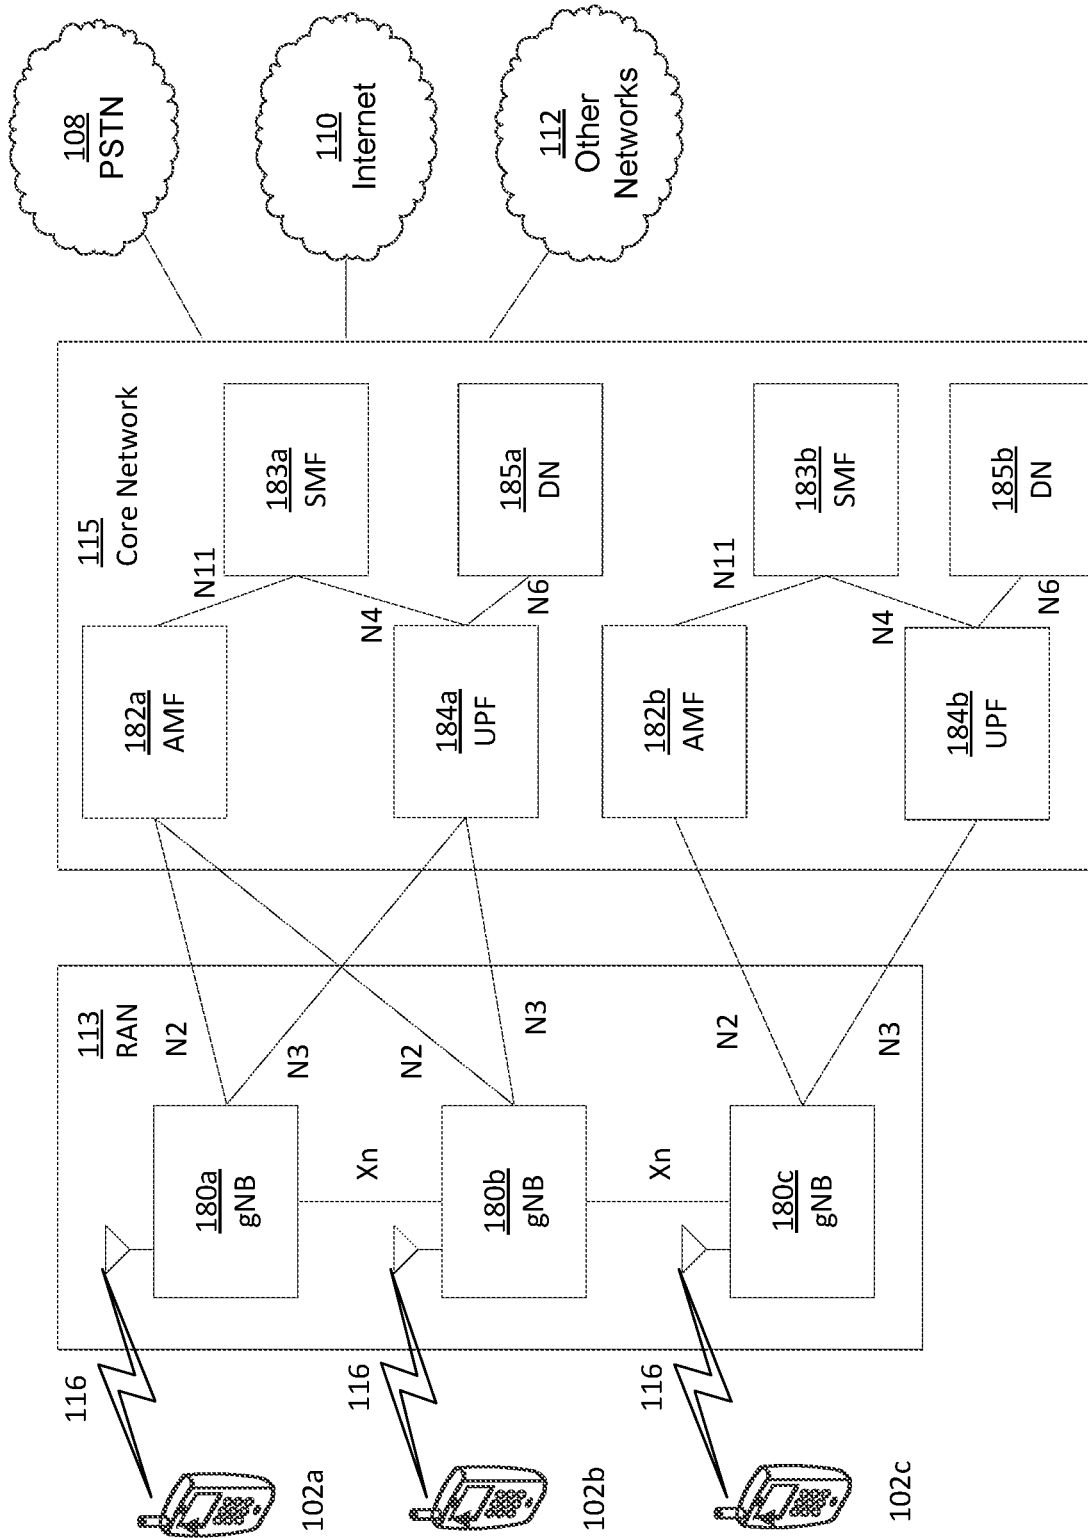 108
PSTN
110
Internet
112
Other
Networks
115
Core Network
183a
SMF
185a
DN
183b
SMF
185b
DN
N11
N4
N6
N11
N4
N6
182a
AMF
184a
UPF
182b
AMF
184b
UPF
113
RAN
N2
N3
N2
N3
N2
N3
180a
gNB
Xn
180b
gNB
Xn
180c
gNB
116
116
116
102a
102b
102c